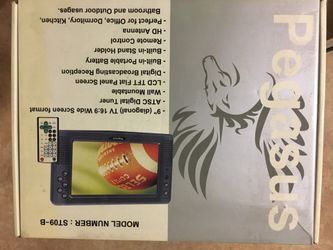 Pegasus
MODEL NUMBER : ST09-B
- 9" (diagonal) TV 16:9 Wide Screen format
- ATSC Digital Tuner
- Wall Mountable
- LCD TFT Flat Panel Screen
- Digital Broadcasting Reception
- Built-in Portable Battery
- Built-in Stand Holder
- Remote Control
- HD Antenna
- Perfect for Office, Dormitory, Kitchen,
Bathroom and Outdoor usages.